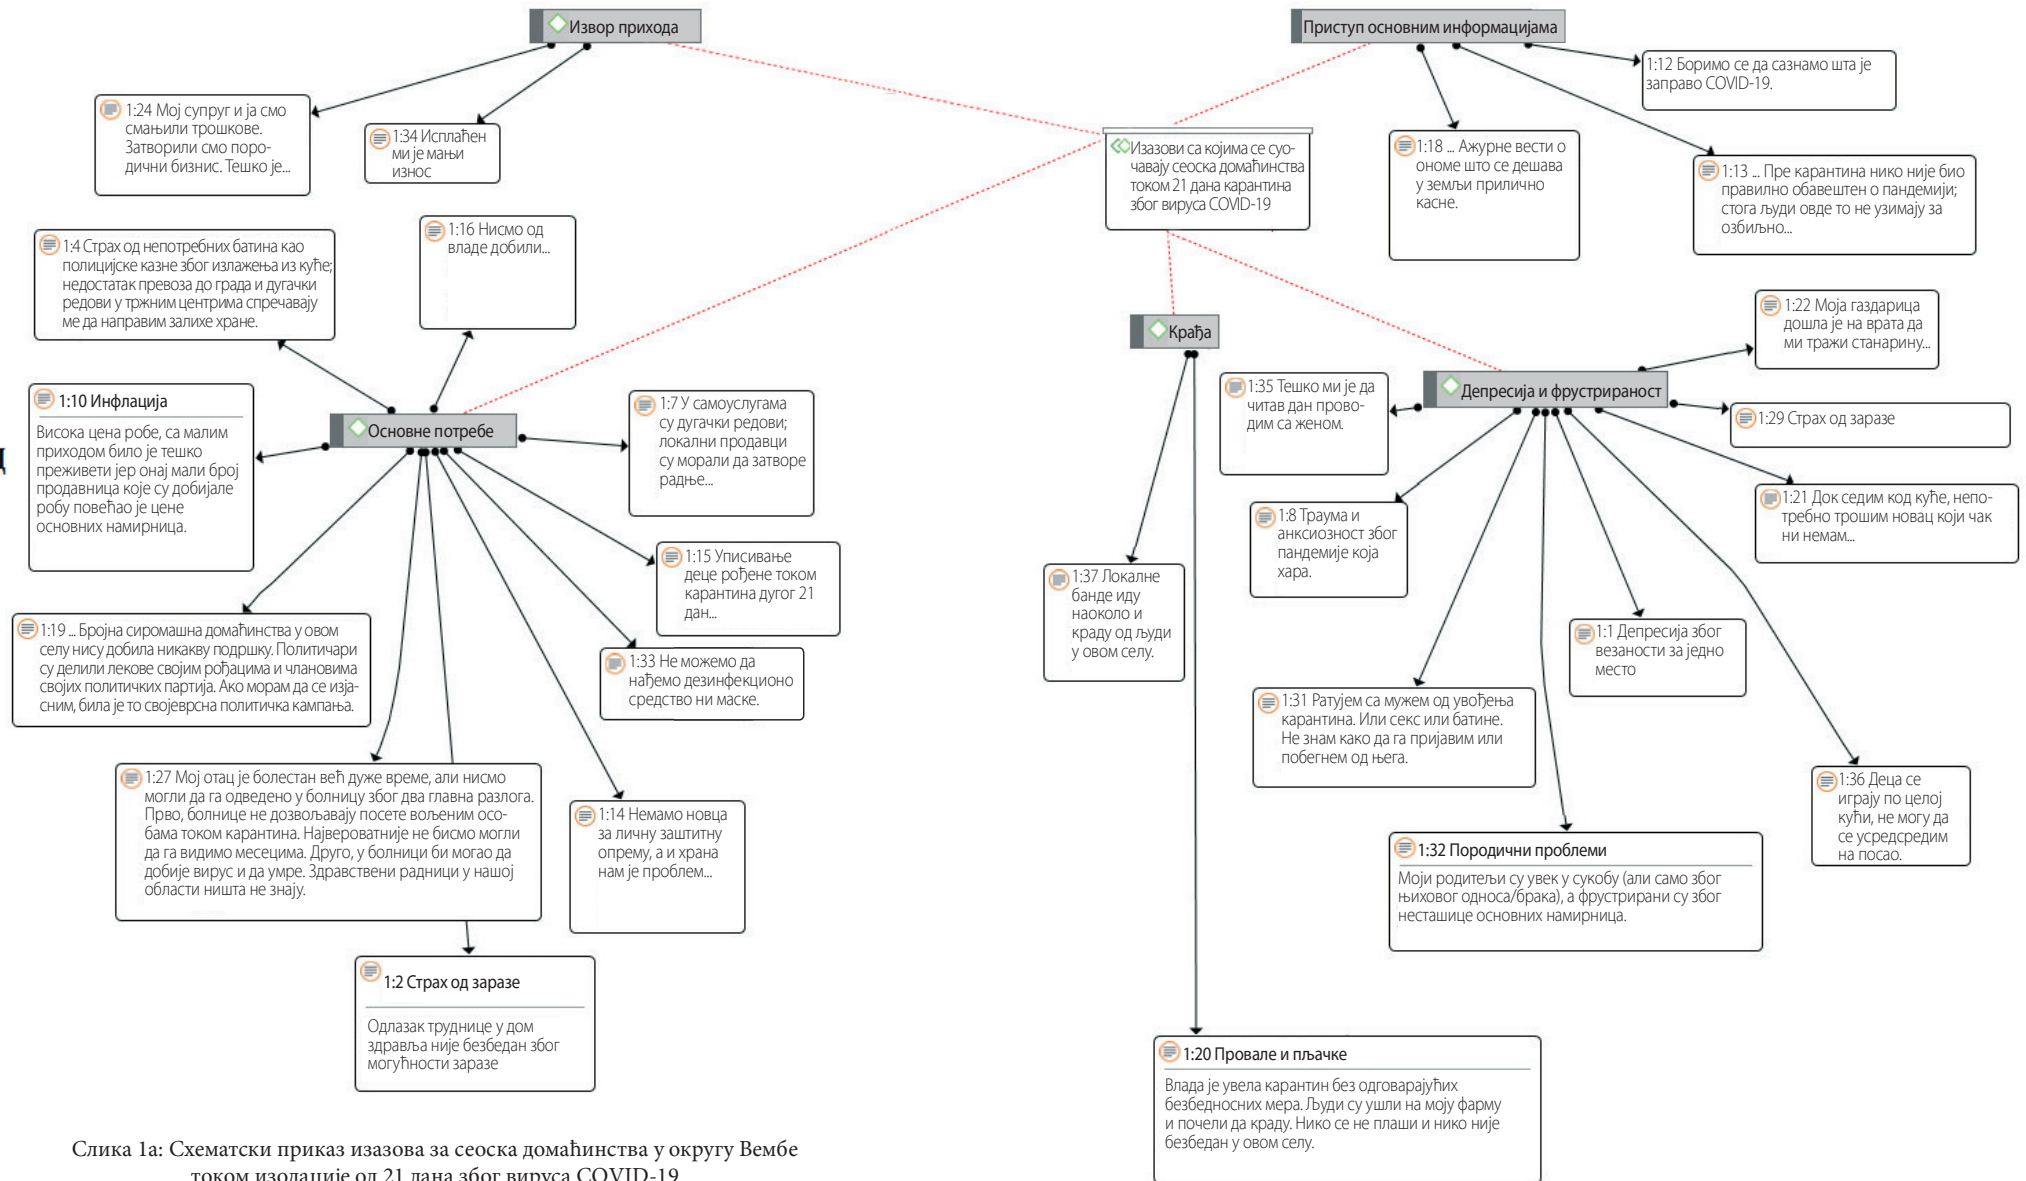 Извор прихода
Приступ основним информацијама
1:24 Мој супруг и ја смо
смањили трошкове.
Затворили смо поро-
дични бизнис. Тешко је...
1:34 Исплаћен
ми је мањи
износ
Изазови са којима се суо-
чавају сеоска домаћинства
током 21 дана карантина
због вируса COVID-19
1:12 Боримо се да сазнамо шта је
заправо COVID-19.
1:18 ... Ажурне вести о
ономе што се дешава
у земљи прилично
касне.
1:13 ... Пре карантина нико није био
правилно обавештен о пандемији;
стога људи овде то не узимају за
озбиљно...
1:4 Страх од непотребних батина као
полицијске казне због излажења из куће;
недостатак превоза до града и дугачки
редови у тржним центрима спречавају
ме да направим залихе хране.
1:16 Нисмо од
владе добили...
Крађа
1:22 Моја газдарица
дошла је на врата да
ми тражи станарину...
1:10 Инфлација
Висока цена робе, са малим
приходом било је тешко
преживети јер онај мали број
продавница које су добијале
робу повећао је цене
основних намирница.
Основне потребе
1:7 У самоуслугама
су дугачки редови;
локални продавци
су морали да затворе
радње...
1:35 Тешко ми је да
читав дан прово-
дим са женом.
Депресија и фрустрираност
1:29 Страх од заразе
1:21 Док седим код куће, непо-
требно трошим новац који чак
ни немам...
1:8 Траума и
анксиозност због
пандемије која
хара.
1:15 Уписивање
деце рођене током
карантина дугог 21
дан...
1:37 Локалне
банде иду
наоколо и
краду од људи
у овом селу.
1:19 ... Бројна сиромашна домаћинства у овом
селу нису добила никакву подршку. Политичари
су делили лекове својим рођацима и члановима
својих политичких партија. Ако морам да се изја-
сним, била је то својеврсна политичка кампања.
1:33 Не можемо да
нађемо дезинфекционо
средство ни маске.
1:1 Депресија због
везаности за једно
место
1:31 Ратујем са мужем од увођења
карантина. Или секс или батине.
Не знам како да га пријавим или
побегнем од њега.
1:27 Мој отац је болестан већ дуже време, али нисмо
могли да га одведено у болницу због два главна разлога.
Прво, болнице не дозвољавају посете вољеним осо-
бама током карантина. Највероватније не бисмо могли
да га видимо месецима. Друго, у болници би могао да
добије вирус и да умре. Здравствени радници у нашој
области ништа не знају.
1:14 Немамо новца
за личну заштитну
опрему, а и храна
нам је проблем...
1:36 Деца се
играју по целој
кући, не могу да
се усредсредим
на посао.
1:32 Породични проблеми
Моји родитељи су увек у сукобу (али само због
њиховог односа/брака), а фрустрирани су због
несташице основних намирница.
1:2 Страх од заразе
Одлазак труднице у дом
здравља није безбедан због
могућности заразе
1:20 Провале и пљачке
Влада је увела карантин без одговарајућих
безбедносних мера. Људи су ушли на моју фарму
и почели да краду. Нико се не плаши и нико није
безбедан у овом селу.
Слика 1а: Схематски приказ изазова за сеоска домаћинства у округу Вембе
током изолације од 21 дана због вируса COVID-19